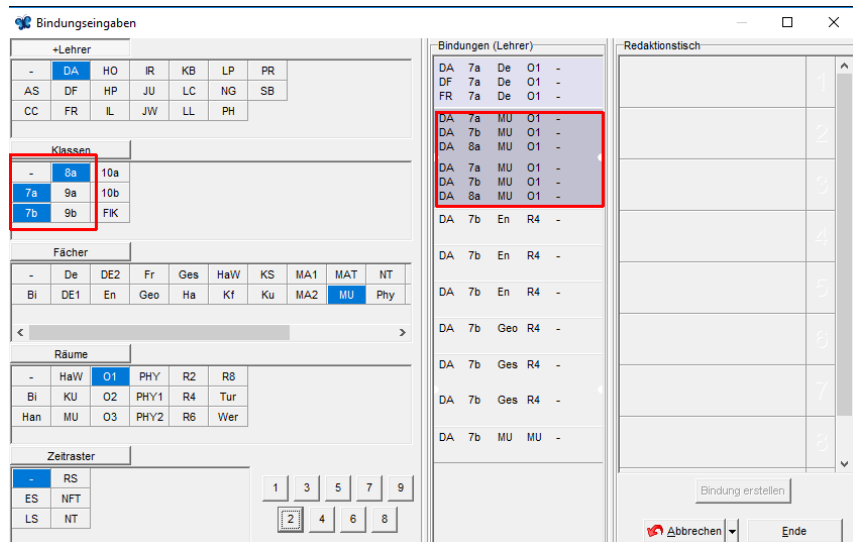 Bindungseingaben
+Lehrer
- DA HO IR KB LP PR
AS DF HP JU LC NG SB
CC FR IL JW LL PH
Klassen
- 8a 10a
7a 9a 10b
7b 9b FIK
Fächer
- De DE2 Fr Ges HaW KS MA1 MAT NT
Bi DE1 En Geo Ha Kf Ku MA2 MU Phy
Räume
- HaW O1 PHY R2 R8
Bi KU O2 PHY1 R4 Tur
Han MU O3 PHY2 R6 Wer
Zeitraster
- RS
ES NFT
LS NT
1 3 5 7 9
2 4 6 8
Bindungen (Lehrer)
DA 7a De O1 -
DF 7a De O1 -
FR 7a De O1 -
DA 7a MU O1 -
DA 7b MU O1 -
DA 8a MU O1 -
DA 7a MU O1 -
DA 7b MU O1 -
DA 8a MU O1 -
DA 7b En R4 -
DA 7b En R4 -
DA 7b En R4 -
DA 7b Geo R4 -
DA 7b Ges R4 -
DA 7b Ges R4 -
DA 7b MU MU -
Redaktionstisch
1
2
3
4
5
6
7
8
Bindung erstellen
Abbrechen
Ende